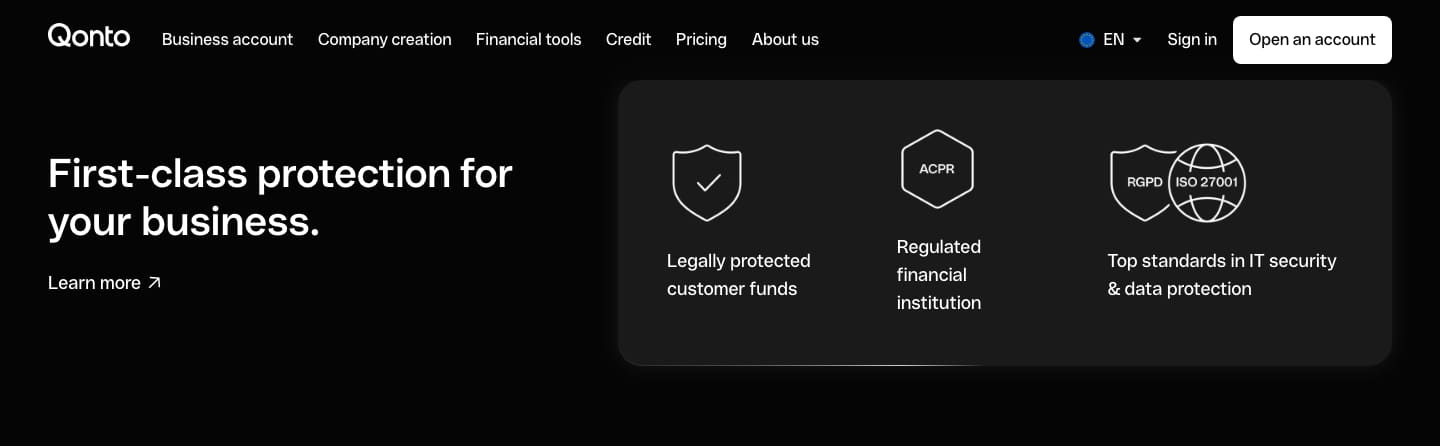 Qonto
Business account
Company creation
Financial tools
Credit
Pricing
About us
EN
Sign in
Open an account
First-class protection for
your business.
Learn more
Legally protected
customer funds
ACPR
Regulated
financial
institution
RGPD
ISO 27001
Top standards in IT security
& data protection